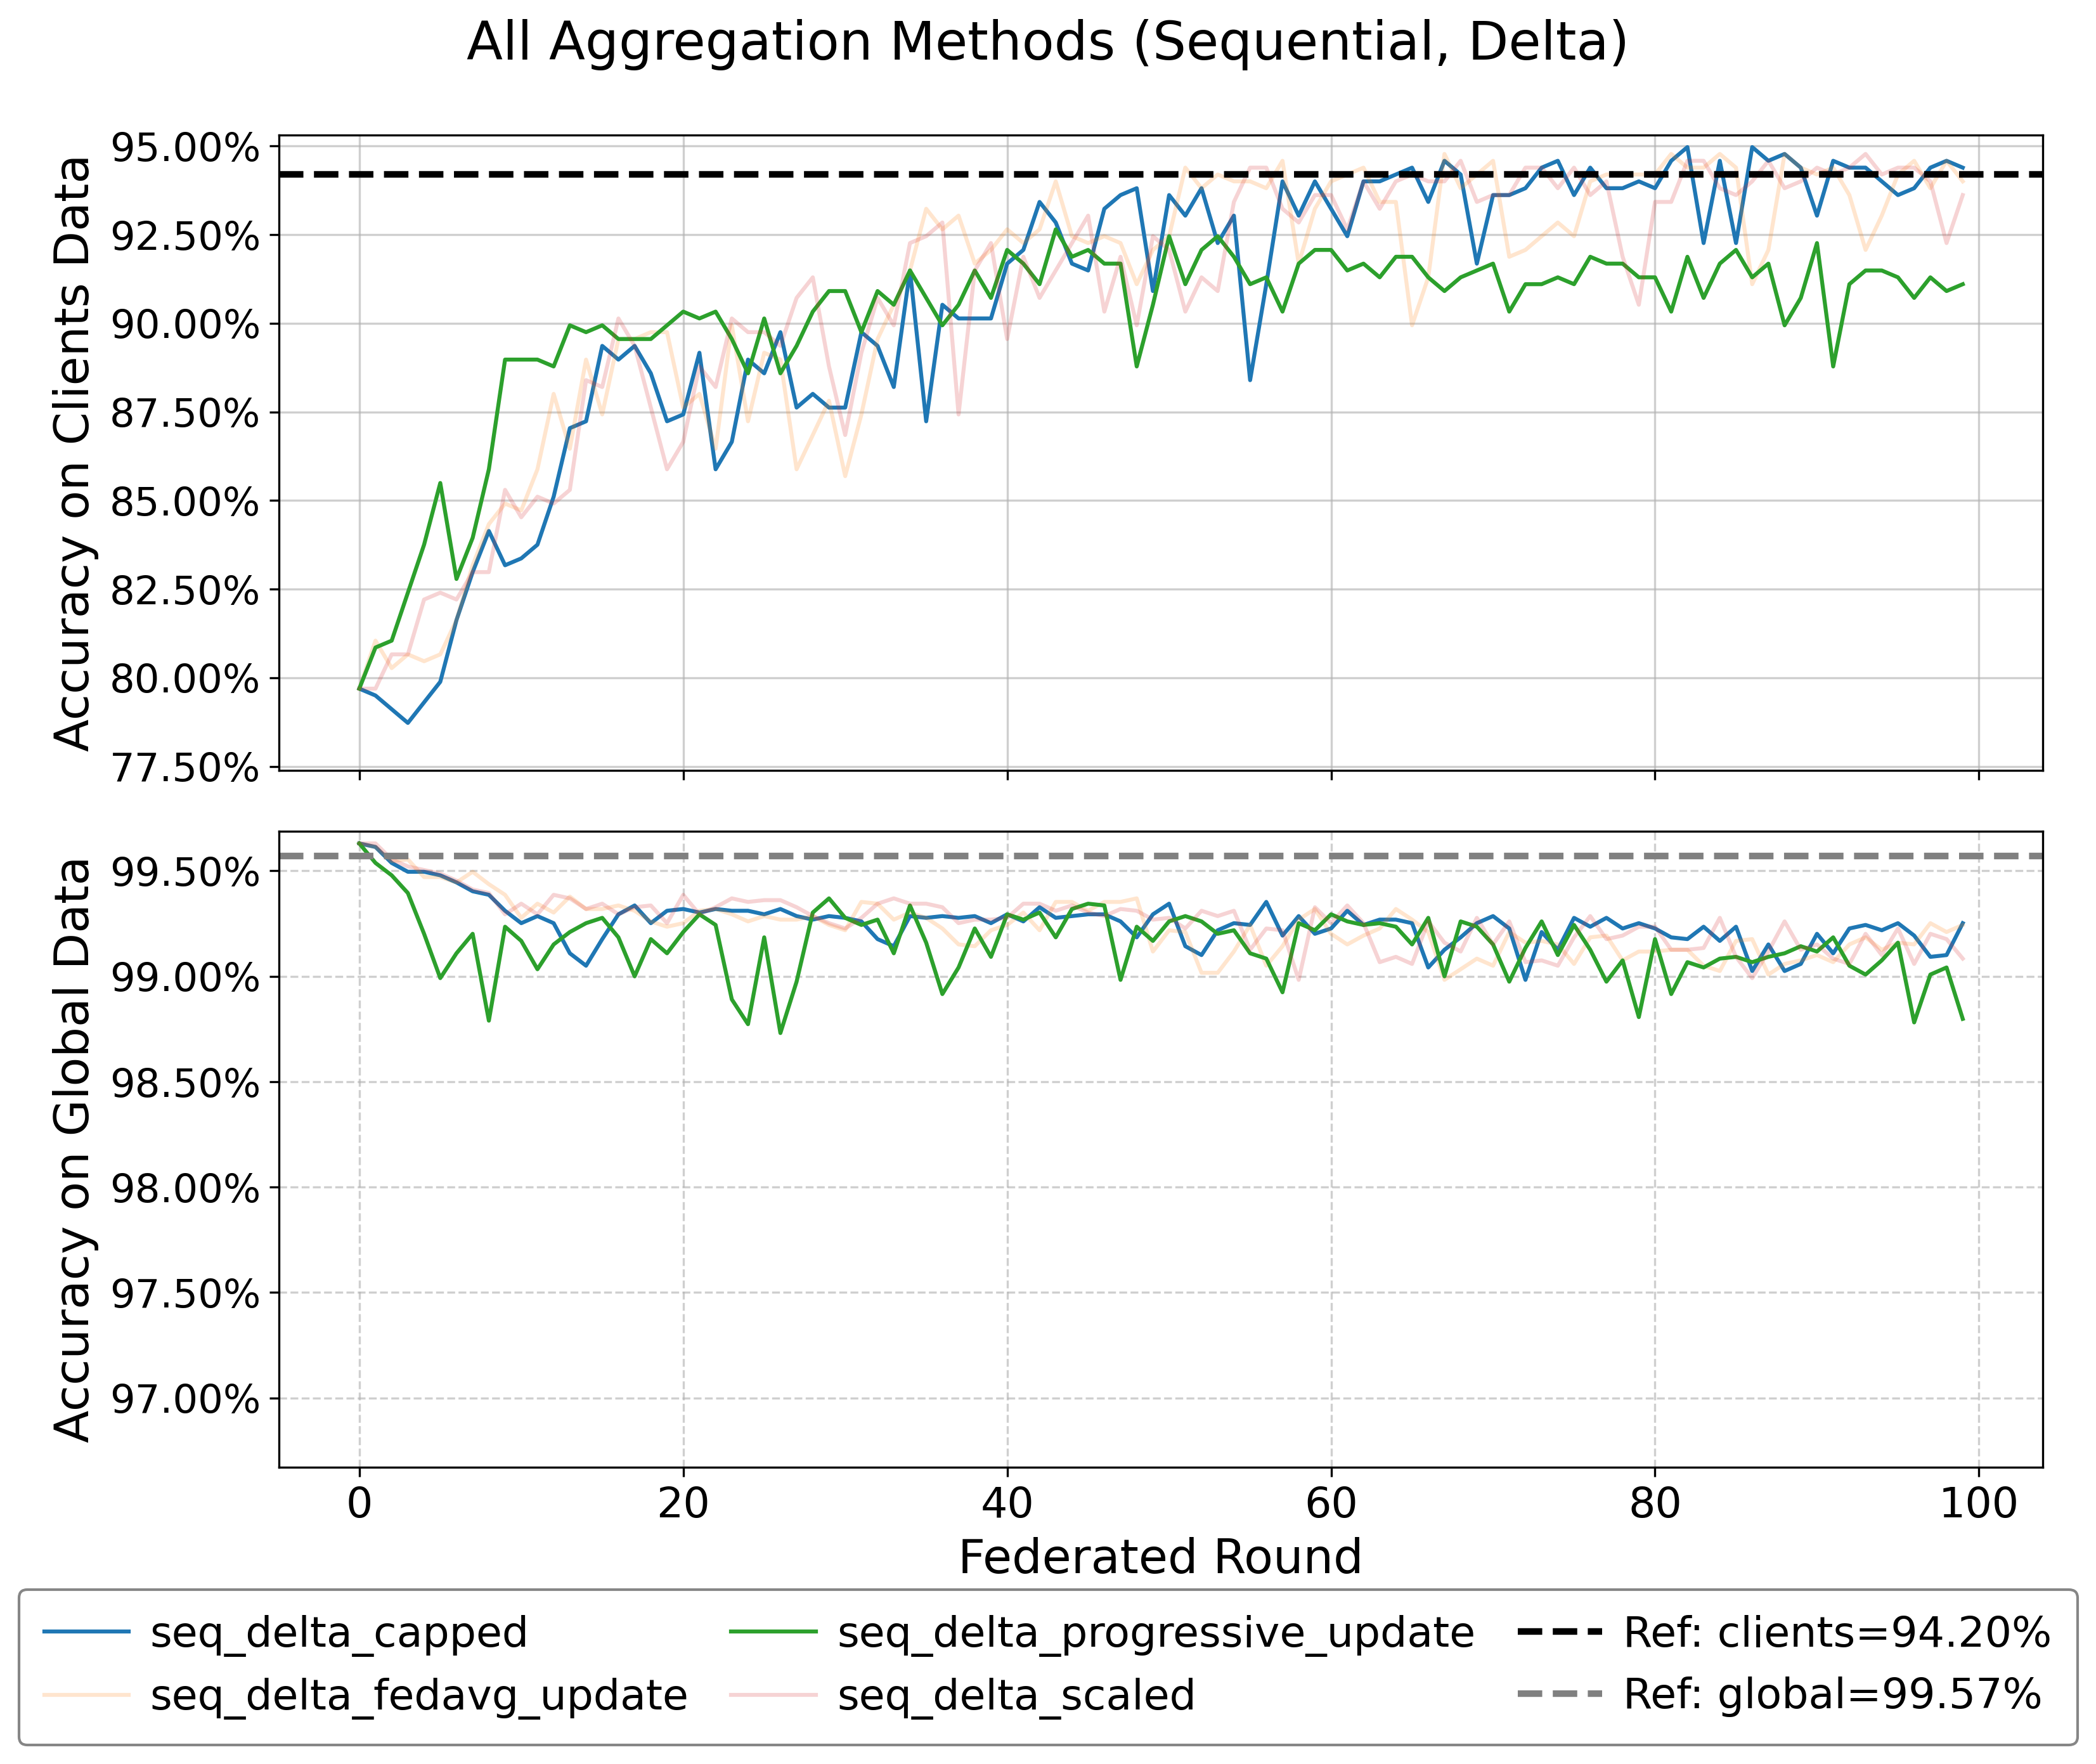 All Aggregation Methods (Sequential, Delta)
Accuracy on Clients Data
95.00%
92.50%
90.00%
87.50%
85.00%
82.50%
80.00%
77.50%
Accuracy on Global Data
99.50%
99.00%
98.50%
98.00%
97.50%
97.00%
0 20 40 60 80 100
Federated Round
seq_delta_capped
seq_delta_fedavg_update
seq_delta_progressive_update
seq_delta_scaled
Ref: clients=94.20%
Ref: global=99.57%